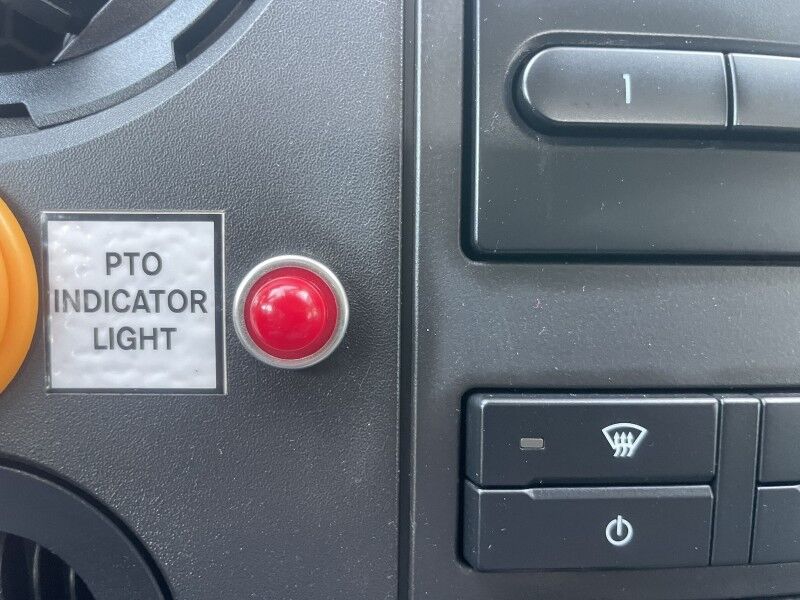 1
PTO
INDICATOR
LIGHT